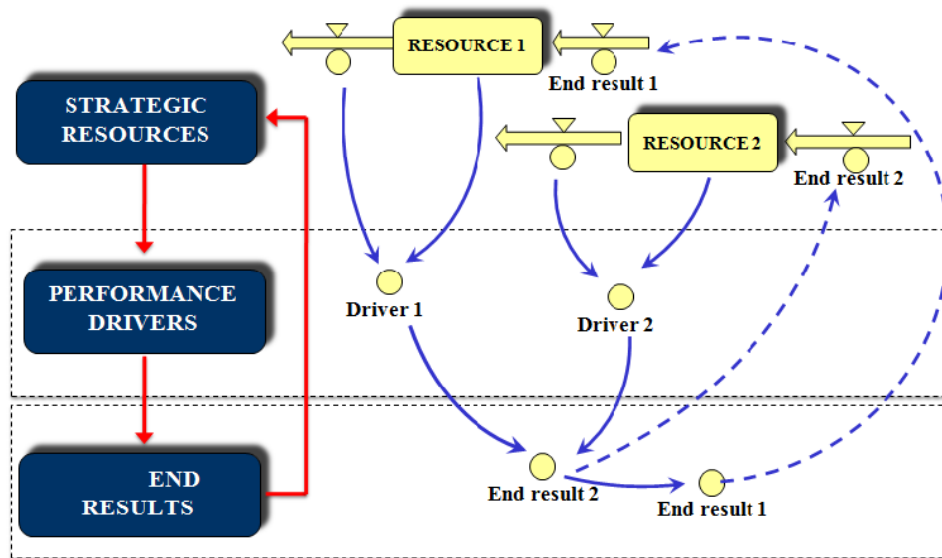 RESOURCE 1
End result 1
STRATEGIC
RESOURCES
RESOURCE 2
End result 2
PERFORMANCE
DRIVERS
Driver 1
Driver 2
END
RESULTS
End result 2
End result 1